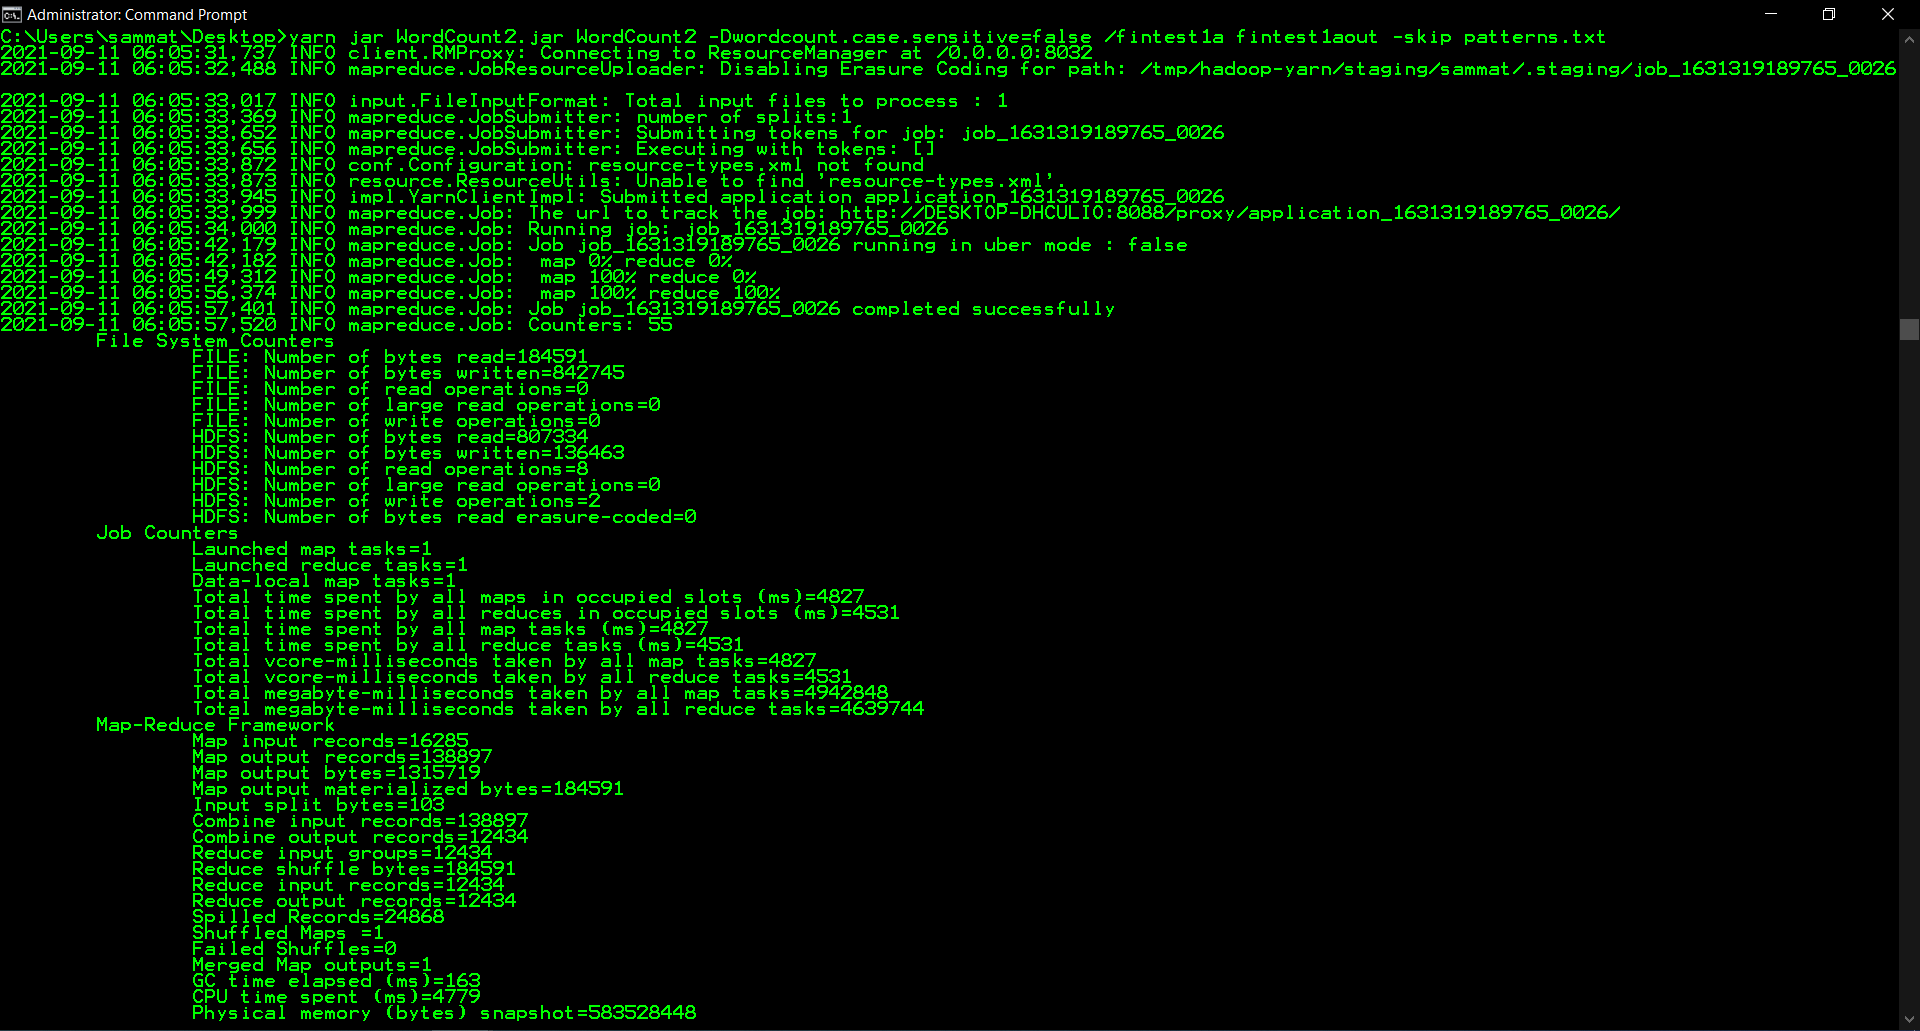 Administrator: Command Prompt
C:\Users\sammat\Desktop>yarn jar WordCount2.jar WordCount2 -Dwordcount.case.sensitive=false /fintest1a fintest1aout -skip patterns.txt
2021-09-11 06:05:31,737 INFO client.RMProxy: Connecting to ResourceManager at /0.0.0.0:8032
2021-09-11 06:05:32,488 INFO mapreduce.JobResourceUploader: Disabling Erasure Coding for path: /tmp/hadoop-yarn/staging/sammat/.staging/job_1631319189765_0026
2021-09-11 06:05:33,017 INFO input.FileInputFormat: Total input files to process : 1
2021-09-11 06:05:33,369 INFO mapreduce.JobSubmitter: number of splits:1
2021-09-11 06:05:33,652 INFO mapreduce.JobSubmitter: Submitting tokens for job: job_1631319189765_0026
2021-09-11 06:05:33,656 INFO mapreduce.JobSubmitter: Executing with tokens: []
2021-09-11 06:05:33,872 INFO conf.Configuration: resource-types.xml not found
2021-09-11 06:05:33,873 INFO resource.ResourceUtils: Unable to find 'resource-types.xml'.
2021-09-11 06:05:33,945 INFO impl.YarnClientImpl: Submitted application application_1631319189765_0026
2021-09-11 06:05:33,999 INFO mapreduce.Job: The url to track the job: http://DESKTOP-DHCULIO:8088/proxy/application_1631319189765_0026/
2021-09-11 06:05:34,000 INFO mapreduce.Job: Running job: job_1631319189765_0026
2021-09-11 06:05:42,179 INFO mapreduce.Job: Job job_1631319189765_0026 running in uber mode : false
2021-09-11 06:05:42,182 INFO mapreduce.Job:  map 0% reduce 0%
2021-09-11 06:05:49,312 INFO mapreduce.Job:  map 100% reduce 0%
2021-09-11 06:05:56,374 INFO mapreduce.Job:  map 100% reduce 100%
2021-09-11 06:05:57,401 INFO mapreduce.Job: Job job_1631319189765_0026 completed successfully
2021-09-11 06:05:57,520 INFO mapreduce.Job: Counters: 55
File System Counters
FILE: Number of bytes read=184591
FILE: Number of bytes written=842745
FILE: Number of read operations=0
FILE: Number of large read operations=0
FILE: Number of write operations=0
HDFS: Number of bytes read=807334
HDFS: Number of bytes written=136463
HDFS: Number of read operations=8
HDFS: Number of large read operations=0
HDFS: Number of write operations=2
HDFS: Number of bytes read erasure-coded=0
Job Counters
Launched map tasks=1
Launched reduce tasks=1
Data-local map tasks=1
Total time spent by all maps in occupied slots (ms)=4827
Total time spent by all reduces in occupied slots (ms)=4531
Total time spent by all map tasks (ms)=4827
Total time spent by all reduce tasks (ms)=4531
Total vcore-milliseconds taken by all map tasks=4827
Total vcore-milliseconds taken by all reduce tasks=4531
Total megabyte-milliseconds taken by all map tasks=4942848
Total megabyte-milliseconds taken by all reduce tasks=4639744
Map-Reduce Framework
Map input records=16285
Map output records=138897
Map output bytes=1315719
Map output materialized bytes=184591
Input split bytes=103
Combine input records=138897
Combine output records=12434
Reduce input groups=12434
Reduce shuffle bytes=184591
Reduce input records=12434
Reduce output records=12434
Spilled Records=24868
Shuffled Maps =1
Failed Shuffles=0
Merged Map outputs=1
GC time elapsed (ms)=163
CPU time spent (ms)=4779
Physical memory (bytes) snapshot=583528448